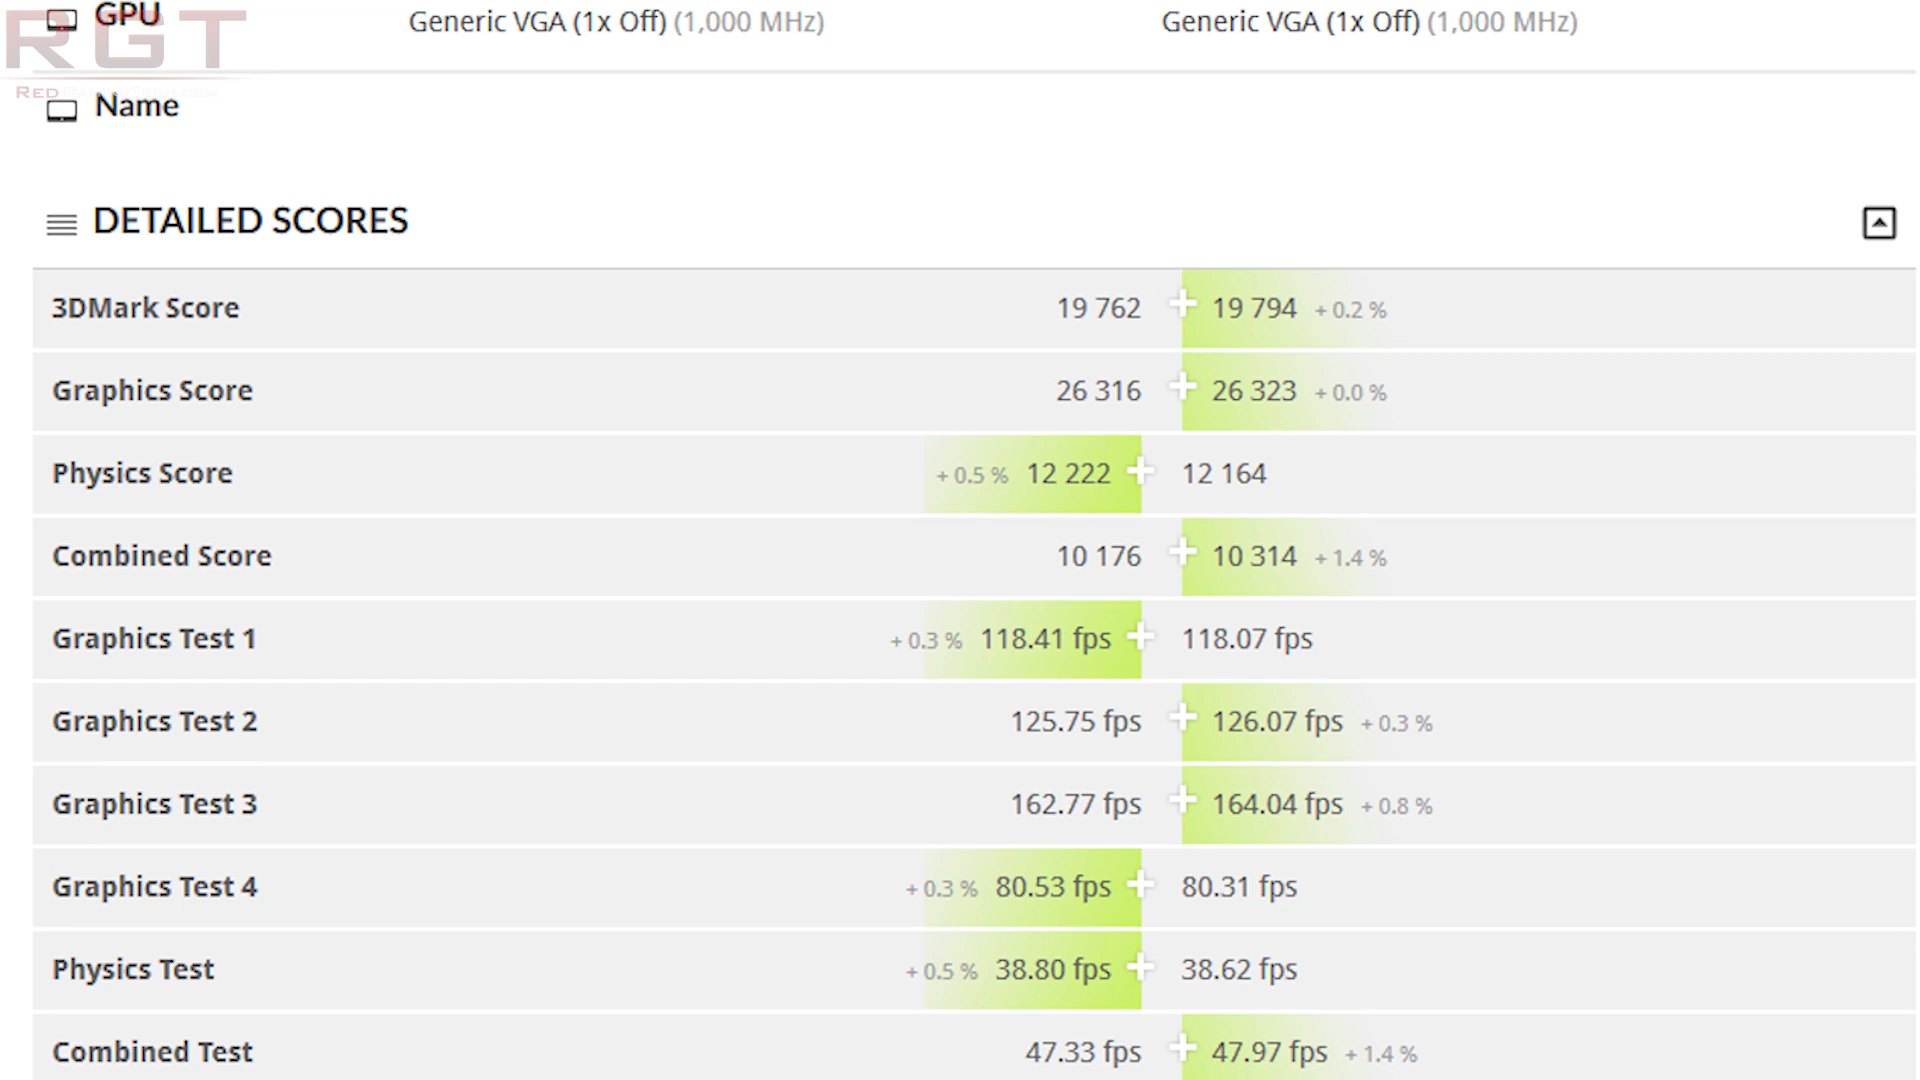 GPU Generic VGA (1x Off) (1,000 MHz) Generic VGA (1x Off) (1,000 MHz)
RGT
RED
Name
DETAILED SCORES
3DMark Score 19 762 + 19 794 + 0.2 %
Graphics Score 26 316 + 26 323 + 0.0 %
Physics Score + 0.5 % 12 222 + 12 164
Combined Score 10 176 + 10 314 + 1.4 %
Graphics Test 1 + 0.3 % 118.41 fps + 118.07 fps
Graphics Test 2 125.75 fps + 126.07 fps + 0.3 %
Graphics Test 3 162.77 fps + 164.04 fps + 0.8 %
Graphics Test 4 + 0.3 % 80.53 fps + 80.31 fps
Physics Test + 0.5 % 38.80 fps + 38.62 fps
Combined Test 47.33 fps + 47.97 fps + 1.4 %